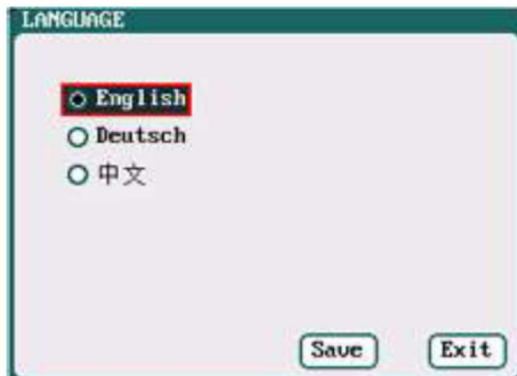 LANGUAGE
English
Deutsch
中文
Save Exit